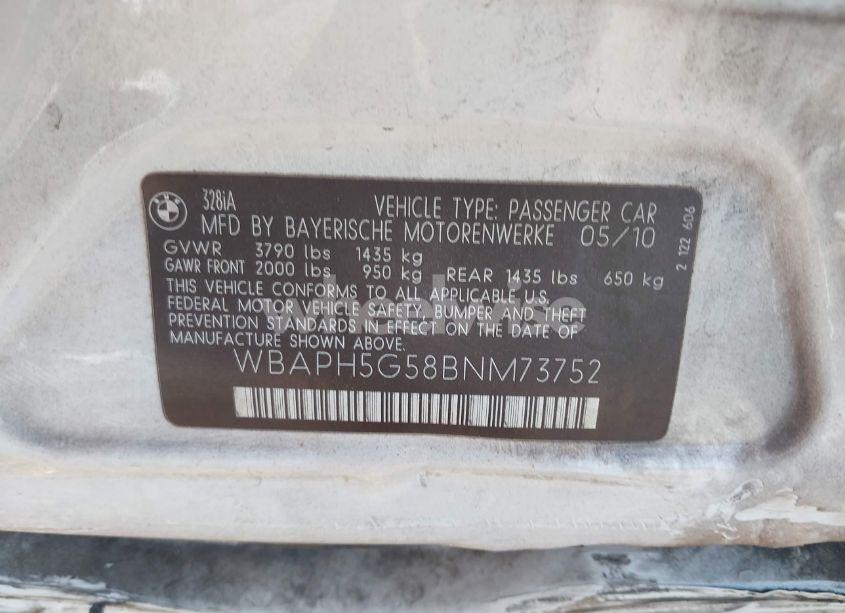 328iA VEHICLE TYPE: PASSENGER CAR
MFD BY BAYERISCHE MOTORENWERKE 05/10
GVWR 3790 lbs 1435 kg
GAWR FRONT 2000 lbs 950 kg REAR 1435 lbs 650 kg
THIS VEHICLE CONFORMS TO ALL APPLICABLE U.S.
FEDERAL MOTOR VEHICLE SAFETY, BUMPER AND THEFT
PREVENTION STANDARDS IN EFFECT ON THE DATE OF
MANUFACTURE SHOWN ABOVE.
WBAPH5G58BNM73752
2 122 606
BMW
wheelwise